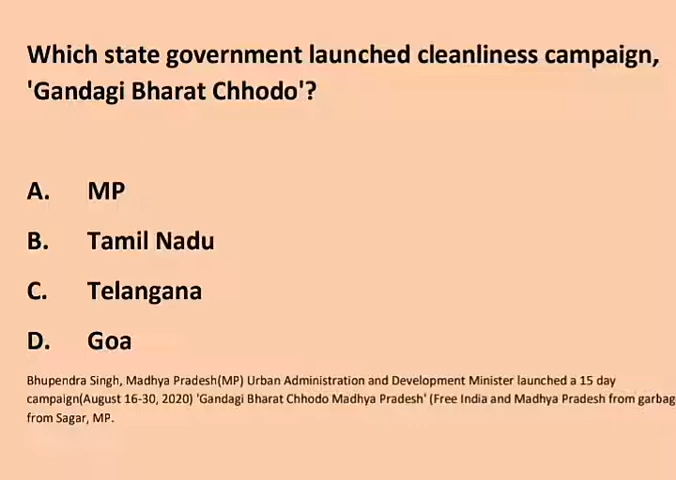 Which state government launched cleanliness campaign,
'Gandagi Bharat Chhodo'?
A. MP
B. Tamil Nadu
C. Telangana
D. Goa
Bhupendra Singh, Madhya Pradesh(MP) Urban Administration and Development Minister launched a 15 day
campaign(August 16-30, 2020) 'Gandagi Bharat Chhodo Madhya Pradesh' (Free India and Madhya Pradesh from garbag
from Sagar, MP.